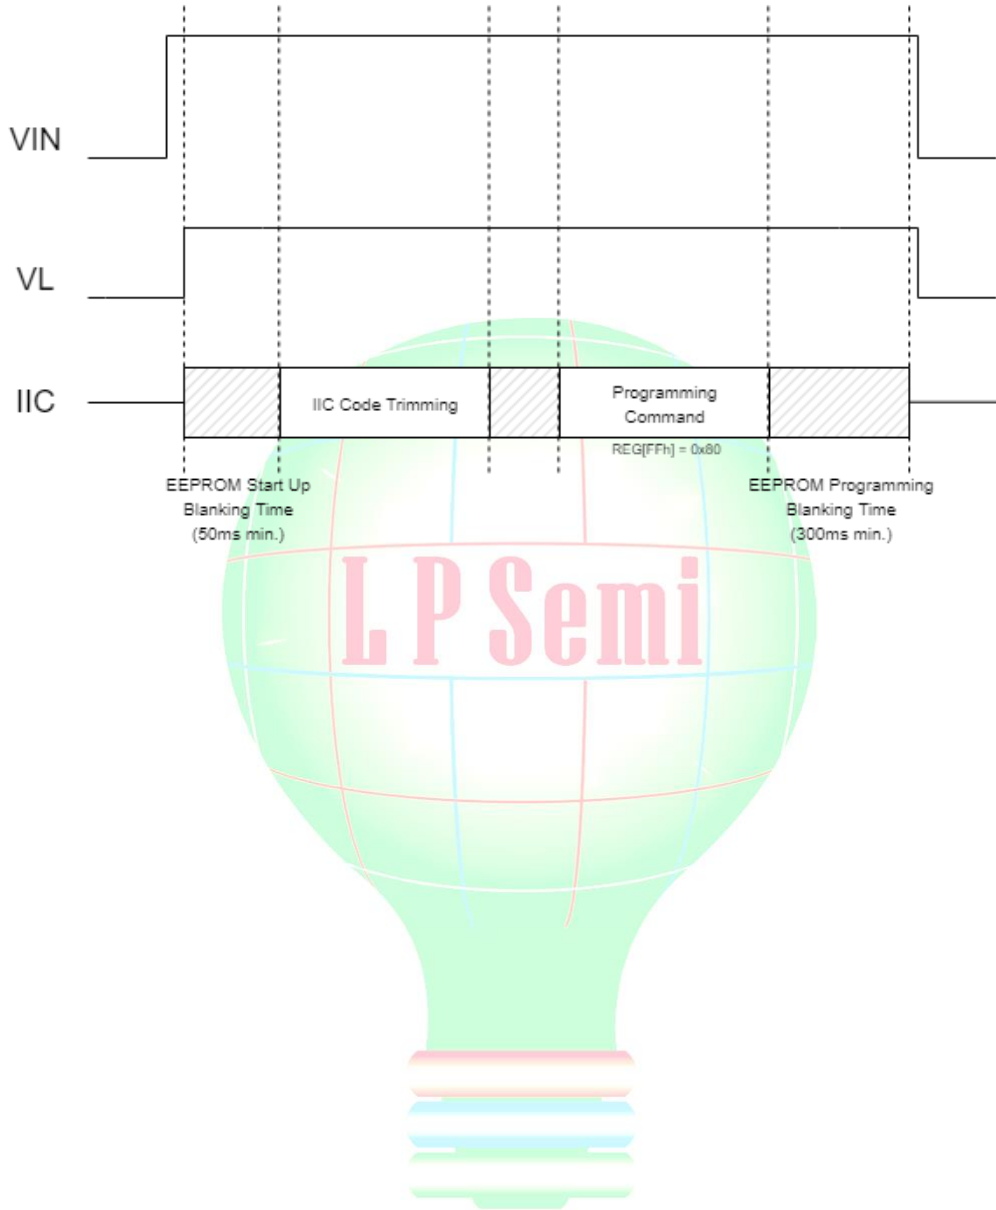 VIN
VL
IIC
IIC Code Trimming
Programming
Command
REG[FFh] = 0x80
EEPROM Start Up
Blanking Time
(50ms min.)
EEPROM Programming
Blanking Time
(300ms min.)
LP Semi